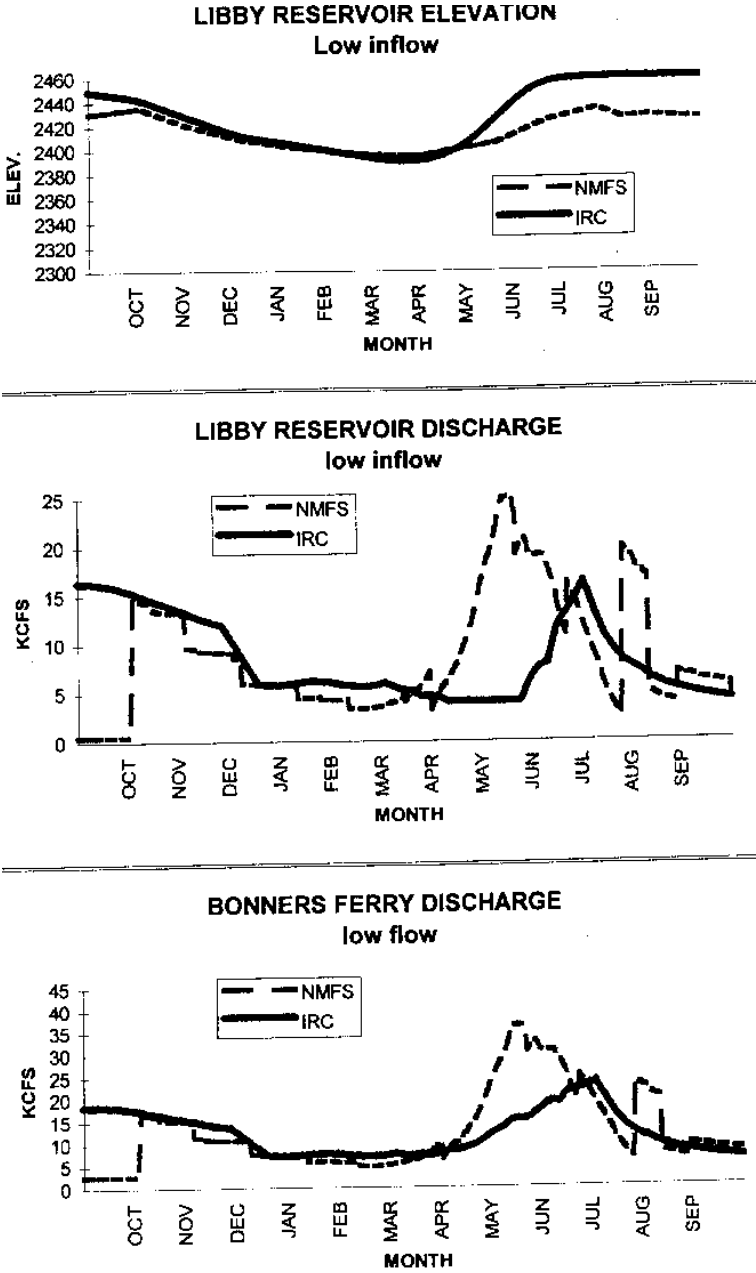 LIBBY RESERVOIR ELEVATION
Low inflow
2460
2440
2420
2400
2380
2360
2340
2320
2300
ELEV.
NMFS
IRC
OCT
NOV
DEC
JAN
FEB
MAR
APR
MAY
JUN
JUL
AUG
SEP
MONTH
LIBBY RESERVOIR DISCHARGE
low inflow
25
20
15
10
5
0
KCFS
NMFS
IRC
OCT
NOV
DEC
JAN
FEB
MAR
APR
MAY
JUN
JUL
AUG
SEP
MONTH
BONNERS FERRY DISCHARGE
low flow
45
40
35
30
25
20
15
10
5
0
KCFS
NMFS
IRC
OCT
NOV
DEC
JAN
FEB
MAR
APR
MAY
JUN
JUL
AUG
SEP
MONTH